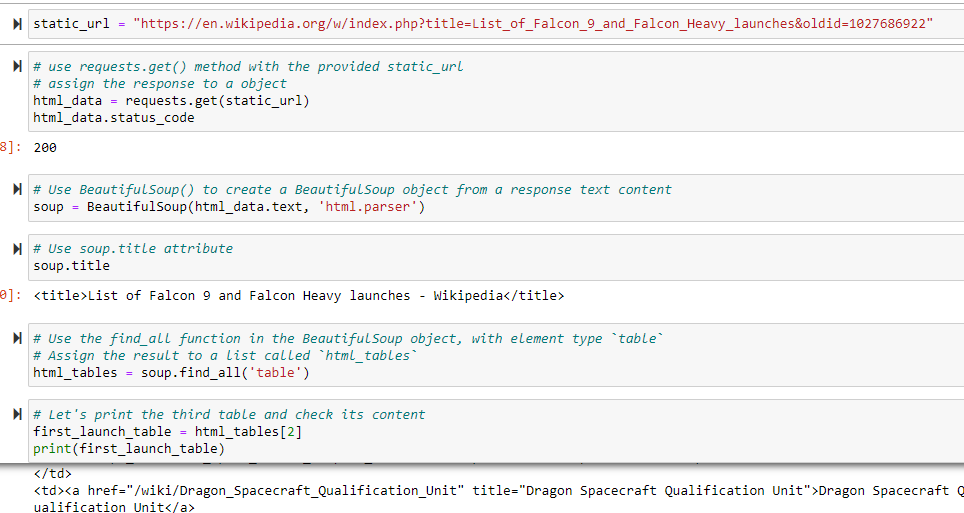 static_url = "https://en.wikipedia.org/w/index.php?title=List_of_Falcon_9_and_Falcon_Heavy_launches&oldid=1027686922"
# use requests.get() method with the provided static_url
# assign the response to a object
html_data = requests.get(static_url)
html_data.status_code
8]: 200
# Use BeautifulSoup() to create a BeautifulSoup object from a response text content
soup = BeautifulSoup(html_data.text, 'html.parser')
# Use soup.title attribute
soup.title
0]: <title>List of Falcon 9 and Falcon Heavy launches - Wikipedia</title>
# Use the find_all function in the BeautifulSoup object, with element type `table`
# Assign the result to a list called `html_tables`
html_tables = soup.find_all('table')
# Let's print the third table and check its content
first_launch_table = html_tables[2]
print(first_launch_table)
</td>
<td><a href="/wiki/Dragon_Spacecraft_Qualification_Unit" title="Dragon Spacecraft Qualification Unit">Dragon Spacecraft Q
ualification Unit</a>